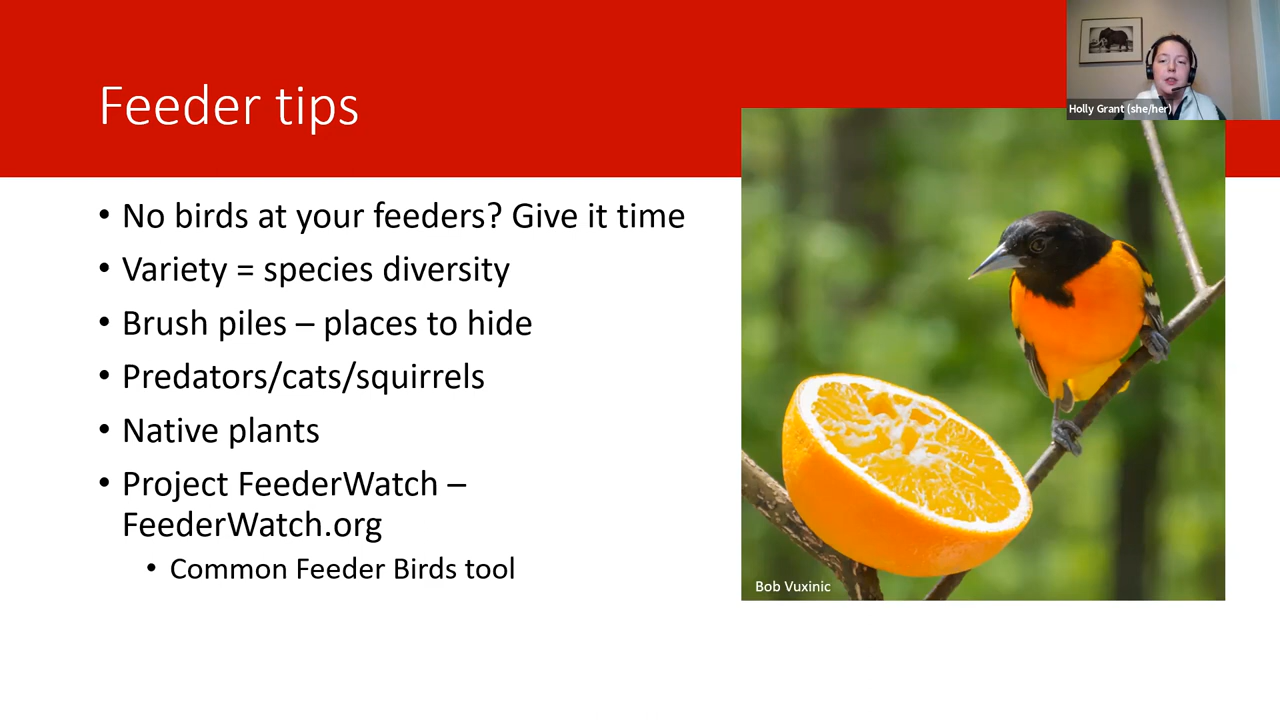 Feeder tips
Holly Grant (she/her)
• No birds at your feeders? Give it time
• Variety = species diversity
• Brush piles – places to hide
• Predators/cats/squirrels
• Native plants
• Project FeederWatch –
FeederWatch.org
• Common Feeder Birds tool
Bob Vuxinic